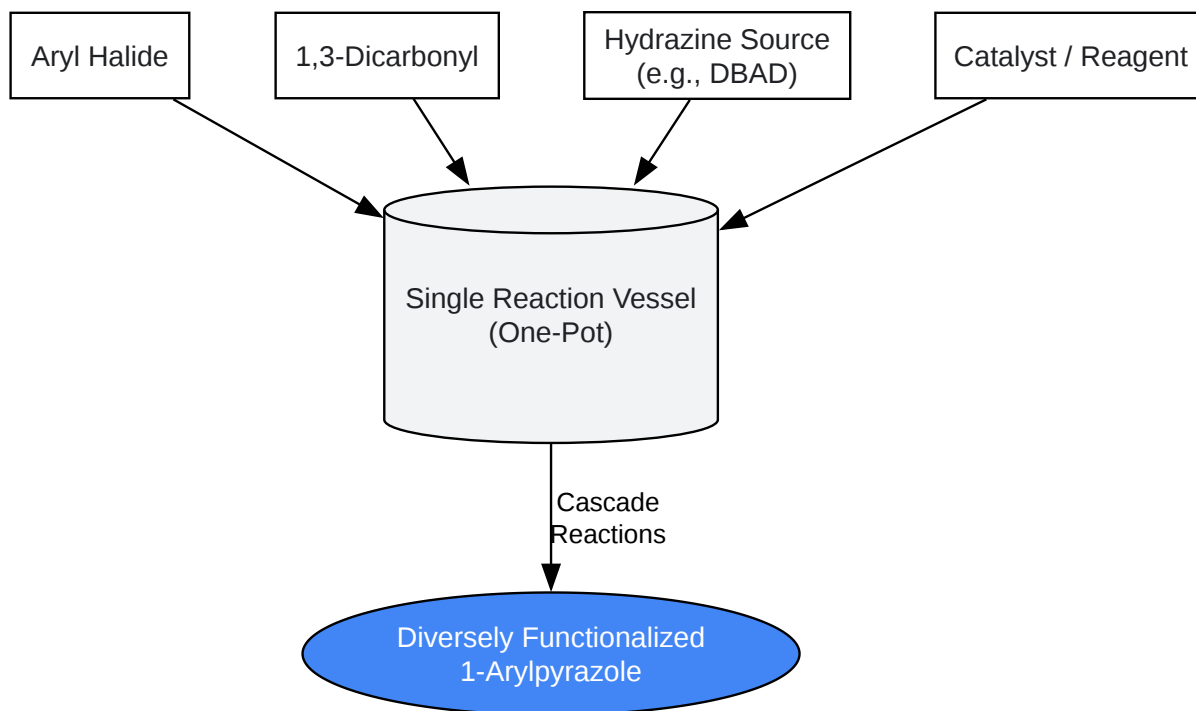 Aryl Halide
1,3-Dicarbonyl
Hydrazine Source
(e.g., DBAD)
Catalyst / Reagent
Single Reaction Vessel
(One-Pot)
Cascade
Reactions
Diversely Functionalized
1-Arylpyrazole